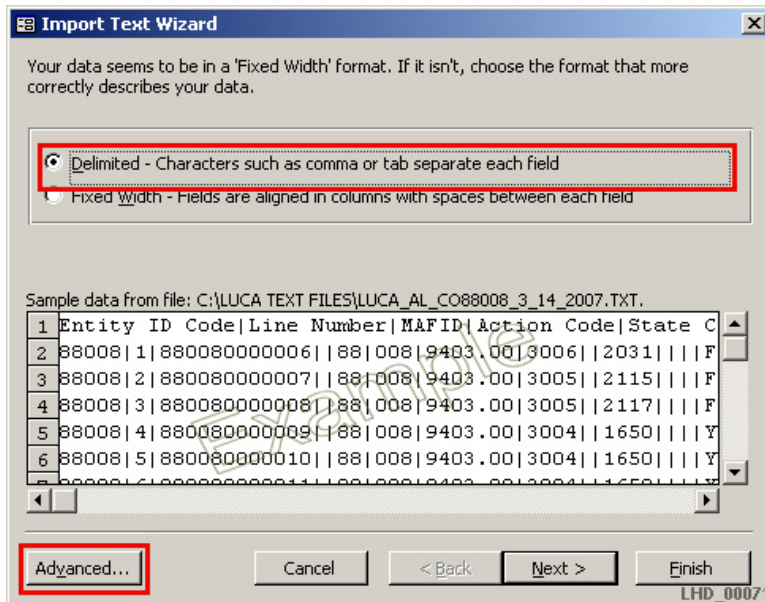 Import Text Wizard
Your data seems to be in a 'Fixed Width' format. If it isn't, choose the format that more
correctly describes your data.
Delimited - Characters such as comma or tab separate each field
Fixed Width - Fields are aligned in columns with spaces between each field
Sample data from file: C:\LUCA TEXT FILES\LUCA_AL_CO88008_3_14_2007.TXT.
1 Entity ID Code|Line Number|MAFID|Action Code|State C
2 88008|1|880080000006||88|008|9403.00|3006||2031||||F
3 88008|2|880080000007||88|008|9403.00|3005||2115||||F
4 88008|3|880080000008||88|008|9403.00|3005||2117||||F
5 88008|4|880080000009||88|008|9403.00|3004||1650||||Y
6 88008|5|880080000010||88|008|9403.00|3004||1650||||Y
Example
Advanced... Cancel < Back Next > Finish
LHD_0007